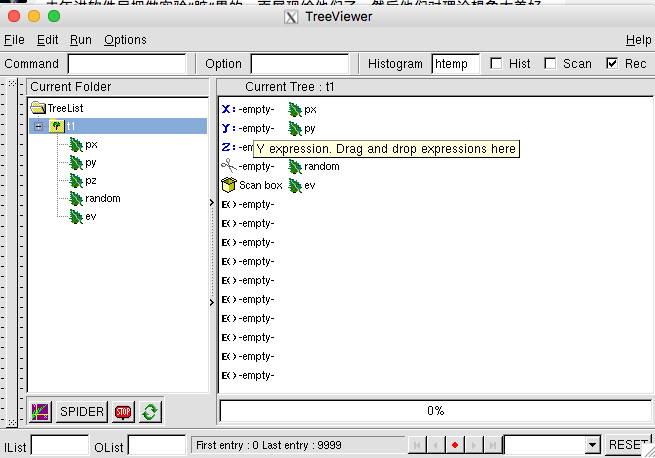 TreeViewer
File Edit Run Options Help
Command Option Histogram htemp Hist Scan Rec
Current Folder
Current Tree : t1
TreeList
t1
px
py
pz
random
ev
X: -empty- px
Y: -empty- py
Z: -em
Y expression. Drag and drop expressions here
-empty- random
Scan box ev
E() -empty-
E() -empty-
E() -empty-
E() -empty-
E() -empty-
E() -empty-
E() -empty-
E() -empty-
E() -empty-
E() -empty-
SPIDER
STOP
0%
IList OList First entry : 0 Last entry : 9999 RESET